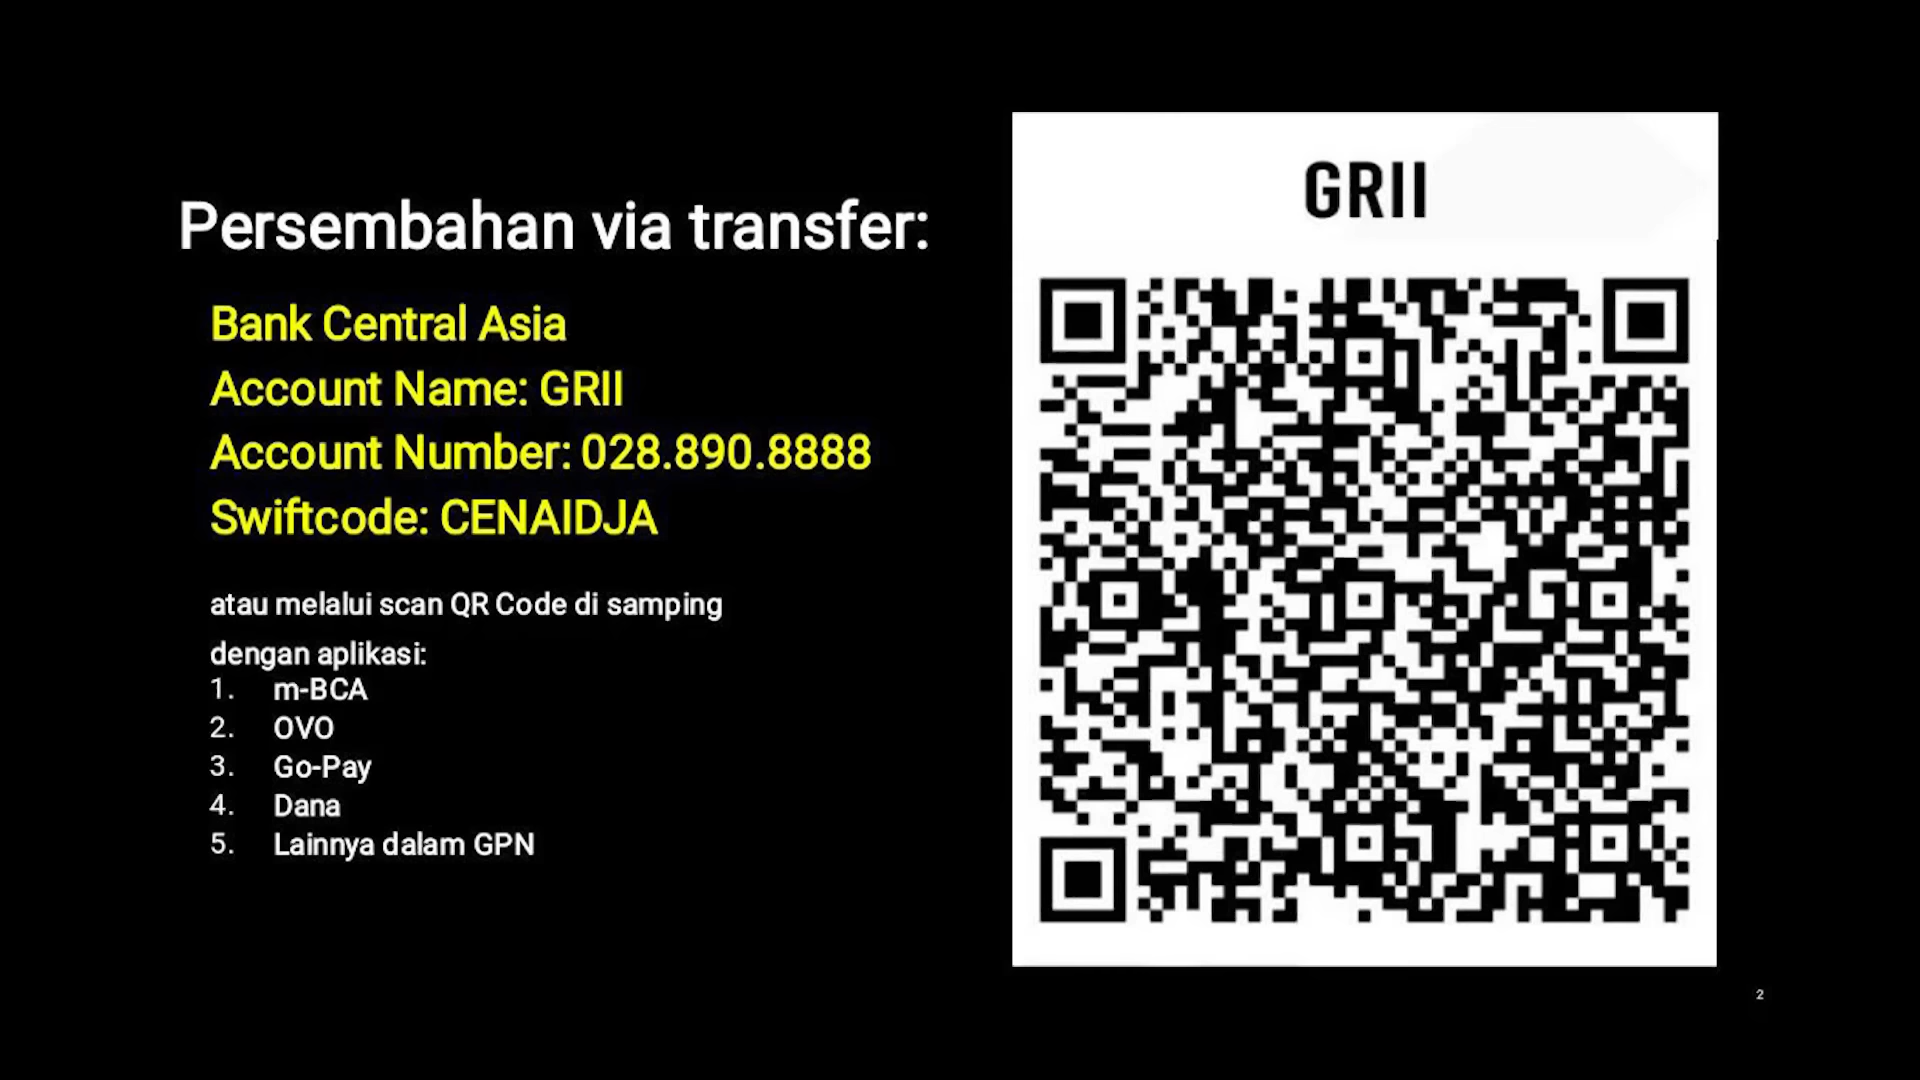 Persembahan via transfer:
Bank Central Asia
Account Name: GRII
Account Number: 028.890.8888
Swiftcode: CENAIDJA
atau melalui scan QR Code di samping
dengan aplikasi:
1. m-BCA
2. OVO
3. Go-Pay
4. Dana
5. Lainnya dalam GPN
GRII
2